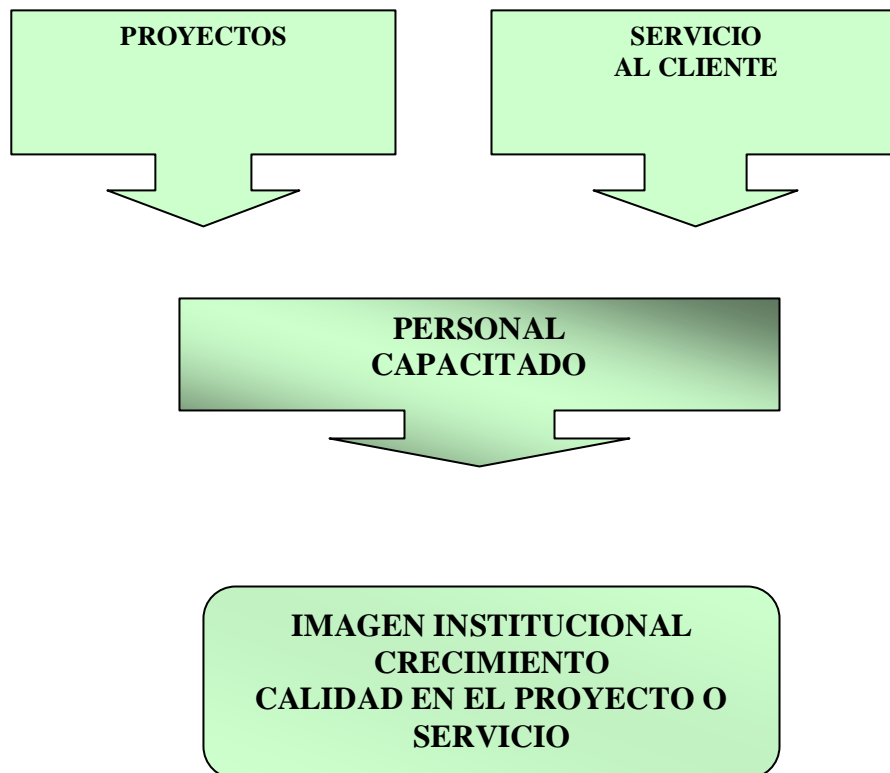 PROYECTOS
SERVICIO
AL CLIENTE
PERSONAL
CAPACITADO
IMAGEN INSTITUCIONAL
CRECIMIENTO
CALIDAD EN EL PROYECTO O
SERVICIO